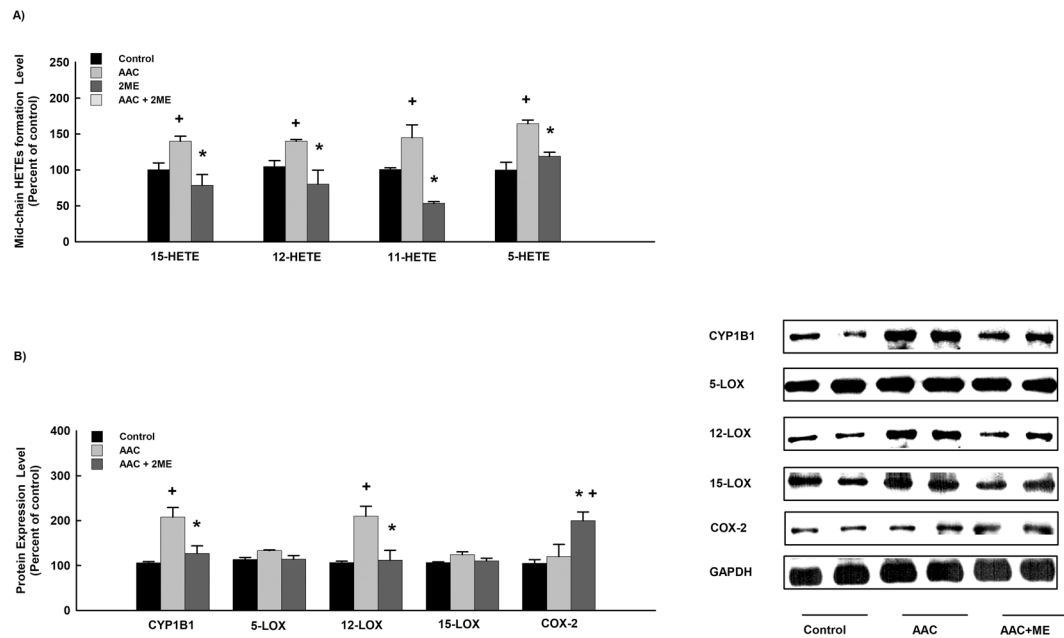 A)
Control
AAC
2ME
AAC + 2ME
Mid-chain HETEs formation Level
(Percent of control)
250
200
150
100
50
0
+
*
+
*
+
*
+
*
15-HETE
12-HETE
11-HETE
5-HETE
B)
Control
AAC
AAC + 2ME
Protein Expression Level
(Percent of control)
400
300
200
100
0
+
*
+
*
* +
CYP1B1
5-LOX
12-LOX
15-LOX
COX-2
CYP1B1
5-LOX
12-LOX
15-LOX
COX-2
GAPDH
Control
AAC
AAC+ME